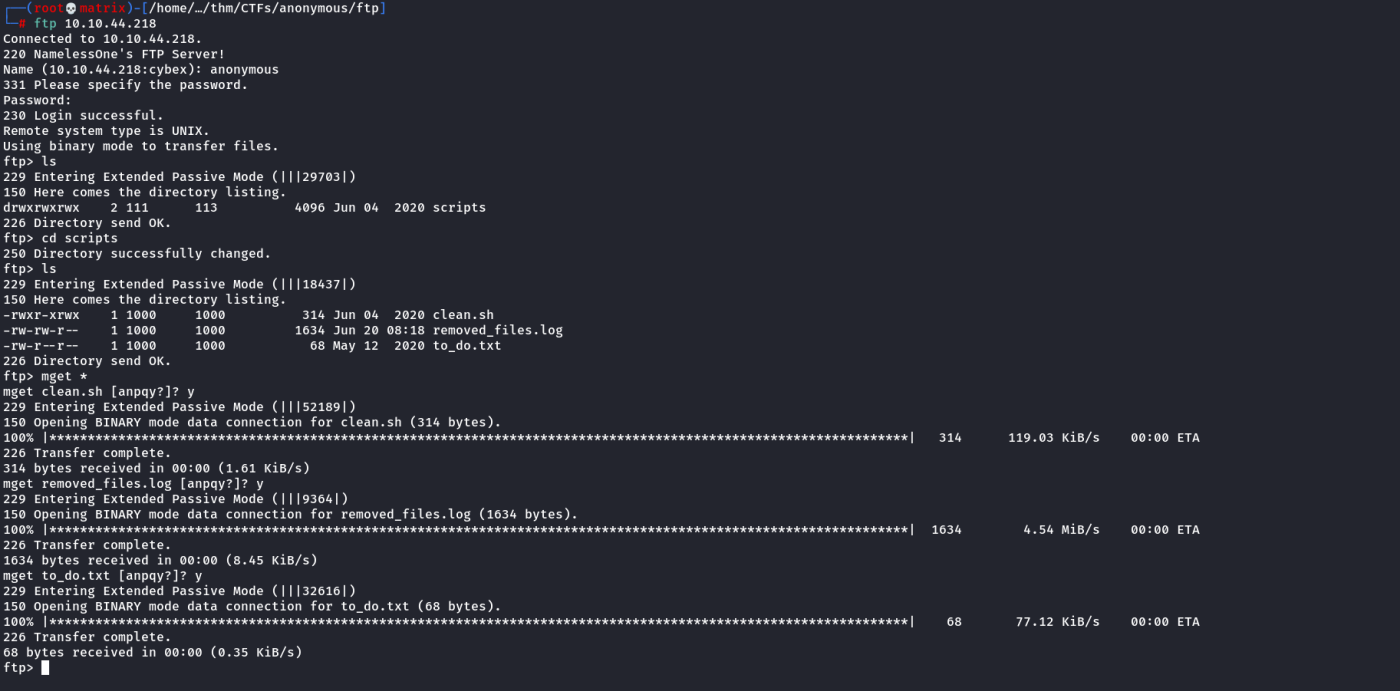 ┌──(root💀matrix)-[/home/…/thm/CTFs/anonymous/ftp]
└─# ftp 10.10.44.218
Connected to 10.10.44.218.
220 NamelessOne's FTP Server!
Name (10.10.44.218:cybex): anonymous
331 Please specify the password.
Password:
230 Login successful.
Remote system type is UNIX.
Using binary mode to transfer files.
ftp> ls
229 Entering Extended Passive Mode (|||29703|)
150 Here comes the directory listing.
drwxrwxrwx    2 111      113          4096 Jun 04  2020 scripts
226 Directory send OK.
ftp> cd scripts
250 Directory successfully changed.
ftp> ls
229 Entering Extended Passive Mode (|||18437|)
150 Here comes the directory listing.
-rwxr-xrwx    1 1000     1000          314 Jun 04  2020 clean.sh
-rw-rw-r--    1 1000     1000         1634 Jun 20 08:18 removed_files.log
-rw-r--r--    1 1000     1000           68 May 12  2020 to_do.txt
226 Directory send OK.
ftp> mget *
mget clean.sh [anpqy?]? y
229 Entering Extended Passive Mode (|||52189|)
150 Opening BINARY mode data connection for clean.sh (314 bytes).
100% |*****************************************************************************************************************|   314      119.03 KiB/s    00:00 ETA
226 Transfer complete.
314 bytes received in 00:00 (1.61 KiB/s)
mget removed_files.log [anpqy?]? y
229 Entering Extended Passive Mode (|||9364|)
150 Opening BINARY mode data connection for removed_files.log (1634 bytes).
100% |*****************************************************************************************************************|  1634        4.54 MiB/s    00:00 ETA
226 Transfer complete.
1634 bytes received in 00:00 (8.45 KiB/s)
mget to_do.txt [anpqy?]? y
229 Entering Extended Passive Mode (|||32616|)
150 Opening BINARY mode data connection for to_do.txt (68 bytes).
100% |*****************************************************************************************************************|    68       77.12 KiB/s    00:00 ETA
226 Transfer complete.
68 bytes received in 00:00 (0.35 KiB/s)
ftp>